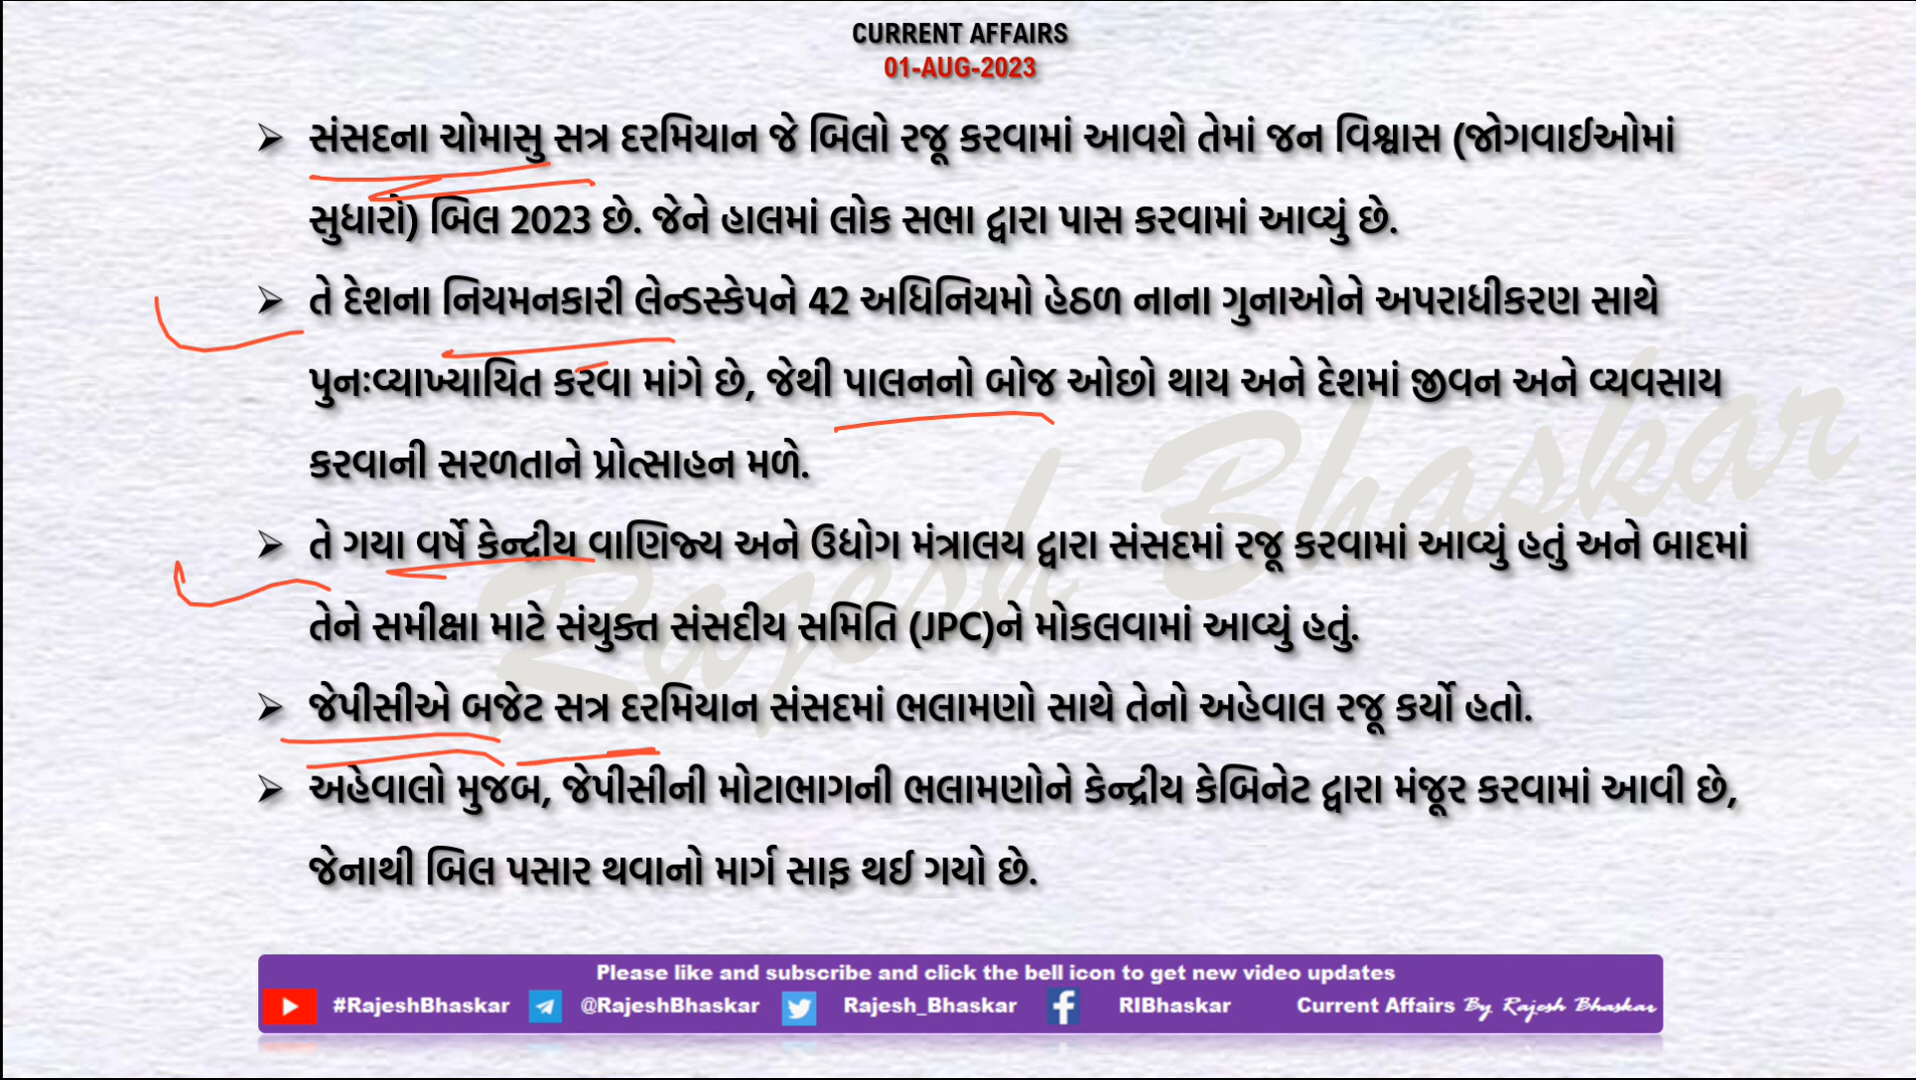 CURRENT AFFAIRS
01-AUG-2023
➢ સંસદના ચોમાસુ સત્ર દરમિયાન જે બિલો રજૂ કરવામાં આવશે તેમાં જન વિશ્વાસ (જોગવાઈઓમાં
સુધારો) બિલ 2023 છે. જેને હાલમાં લોક સભા દ્વારા પાસ કરવામાં આવ્યું છે.
➢ તે દેશના નિયમનકારી લેન્ડસ્કેપને 42 અધિનિયમો હેઠળ નાના ગુનાઓને અપરાધીકરણ સાથે
પુનઃવ્યાખ્યાયિત કરવા માંગે છે, જેથી પાલનનો બોજ ઓછો થાય અને દેશમાં જીવન અને વ્યવસાય
કરવાની સરળતાને પ્રોત્સાહન મળે.
➢ તે ગયા વર્ષે કેન્દ્રીય વાણિજ્ય અને ઉદ્યોગ મંત્રાલય દ્વારા સંસદમાં રજૂ કરવામાં આવ્યું હતું અને બાદમાં
તેને સમીક્ષા માટે સંયુક્ત સંસદીય સમિતિ (JPC)ને મોકલવામાં આવ્યું હતું.
➢ જેપીસીએ બજેટ સત્ર દરમિયાન સંસદમાં ભલામણો સાથે તેનો અહેવાલ રજૂ કર્યો હતો.
➢ અહેવાલો મુજબ, જેપીસીની મોટાભાગની ભલામણોને કેન્દ્રીય કેબિનેટ દ્વારા મંજૂર કરવામાં આવી છે,
જેનાથી બિલ પસાર થવાનો માર્ગ સાફ થઈ ગયો છે.
Rajesh Bhaskar
Please like and subscribe and click the bell icon to get new video updates
#RajeshBhaskar @RajeshBhaskar Rajesh_Bhaskar RIBhaskar Current Affairs By Rajesh Bhaskar